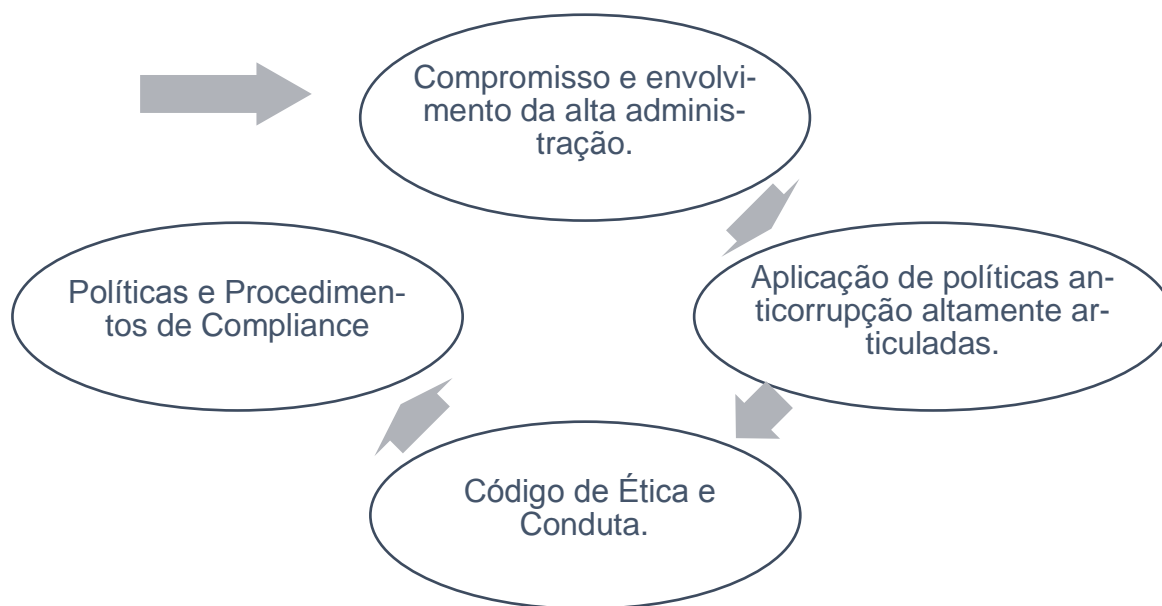 Compromisso e envolvi-
mento da alta adminis-
tração.
Aplicação de políticas an-
ticorrupção altamente ar-
ticuladas.
Código de Ética e
Conduta.
Políticas e Procedimen-
tos de Compliance